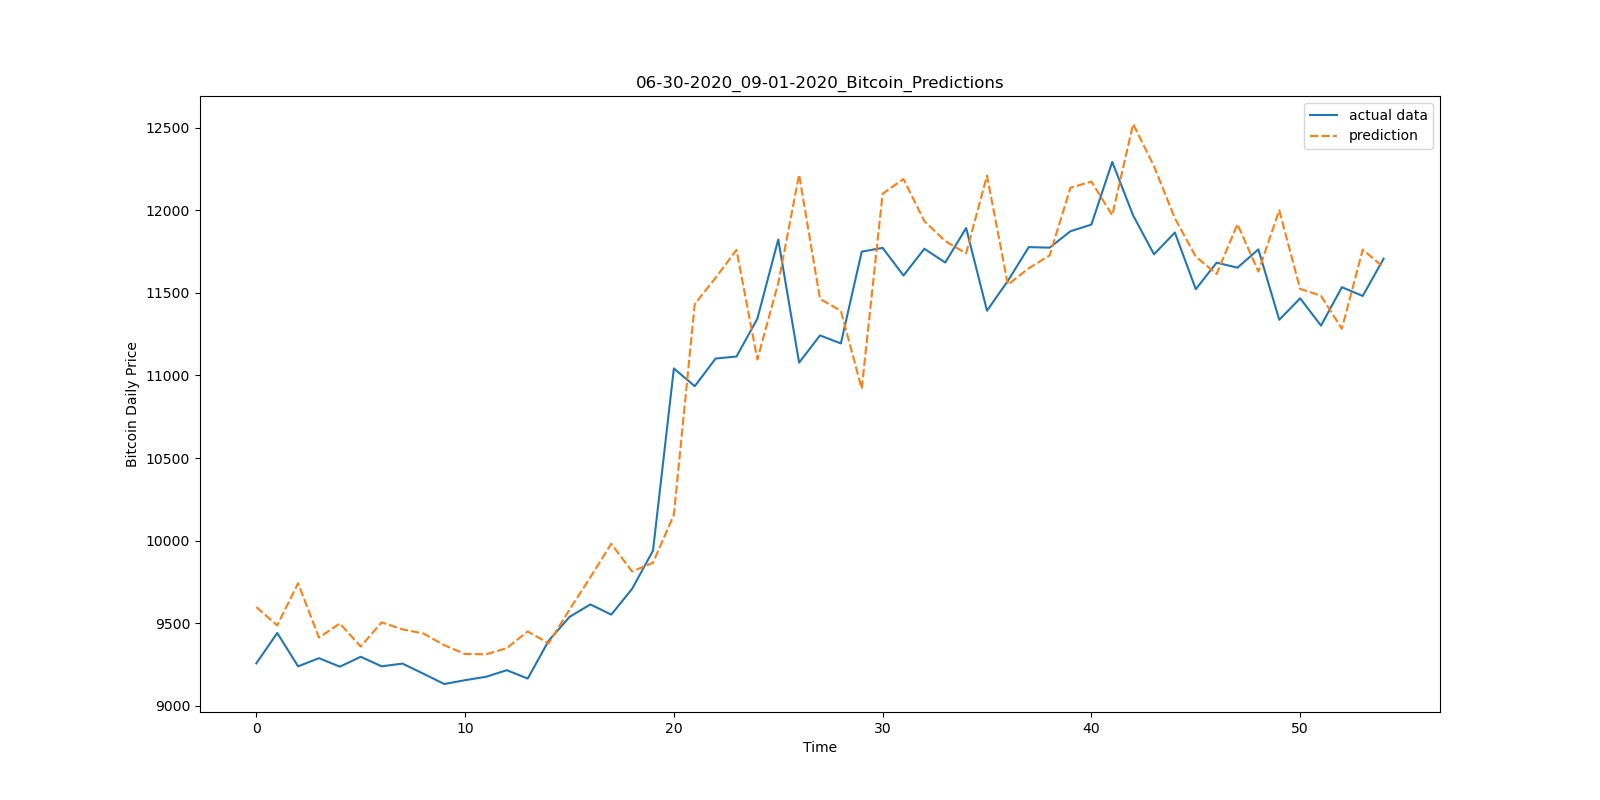 06-30-2020_09-01-2020_Bitcoin_Predictions
actual data
prediction
12500
12000
11500
11000
10500
10000
9500
9000
Bitcoin Daily Price
0 10 20 30 40 50
Time